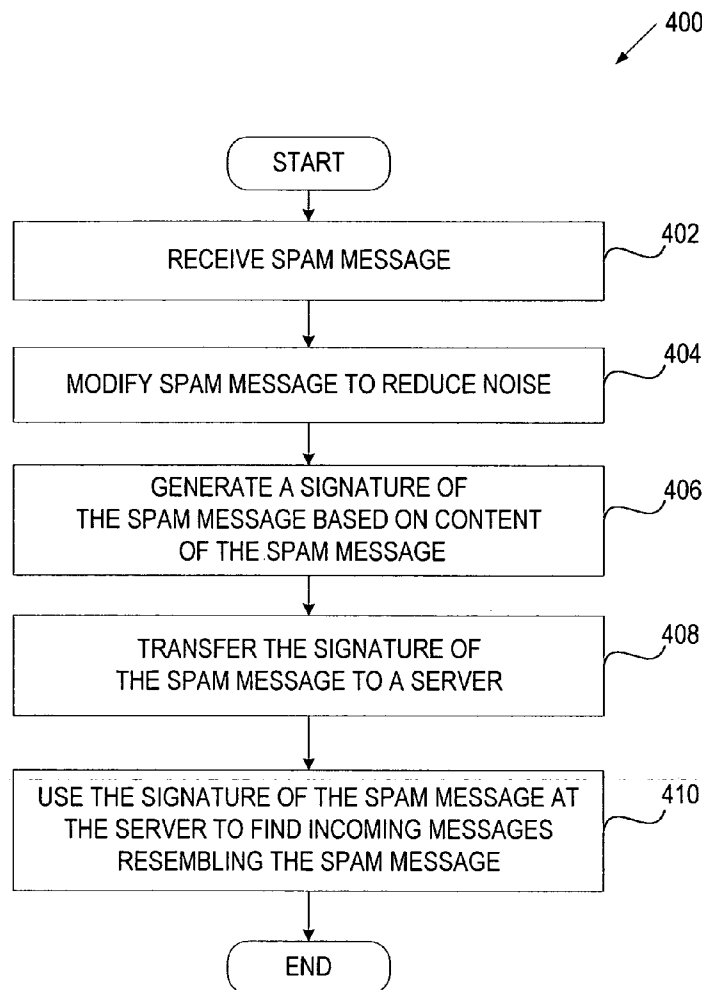 400
START
RECEIVE SPAM MESSAGE
402
MODIFY SPAM MESSAGE TO REDUCE NOISE
404
GENERATE A SIGNATURE OF
THE SPAM MESSAGE BASED ON CONTENT
OF THE SPAM MESSAGE
406
TRANSFER THE SIGNATURE OF
THE SPAM MESSAGE TO A SERVER
408
USE THE SIGNATURE OF THE SPAM MESSAGE AT
THE SERVER TO FIND INCOMING MESSAGES
RESEMBLING THE SPAM MESSAGE
410
END